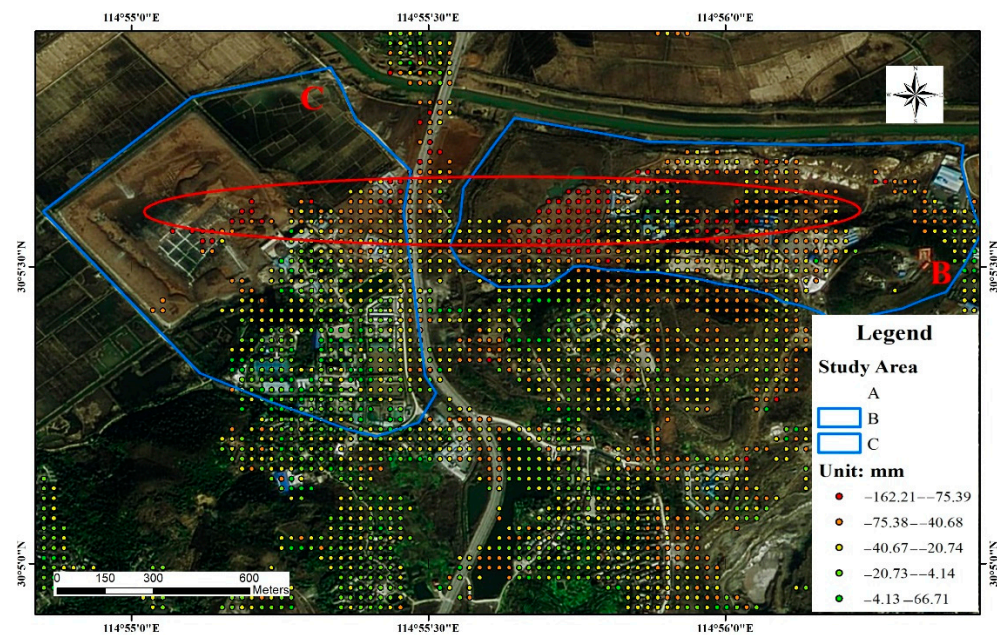 114°55'0"E 114°55'30"E 114°56'0"E
C
N
W E
S
30°5'30"N 30°5'30"N
B
Legend
Study Area
A
B
C
Unit: mm
-162.21--75.39
-75.38--40.68
-40.67--20.74
-20.73--4.14
-4.13-66.71
30°5'0"N 30°5'0"N
0 150 300 600
Meters
114°55'0"E 114°55'30"E 114°56'0"E